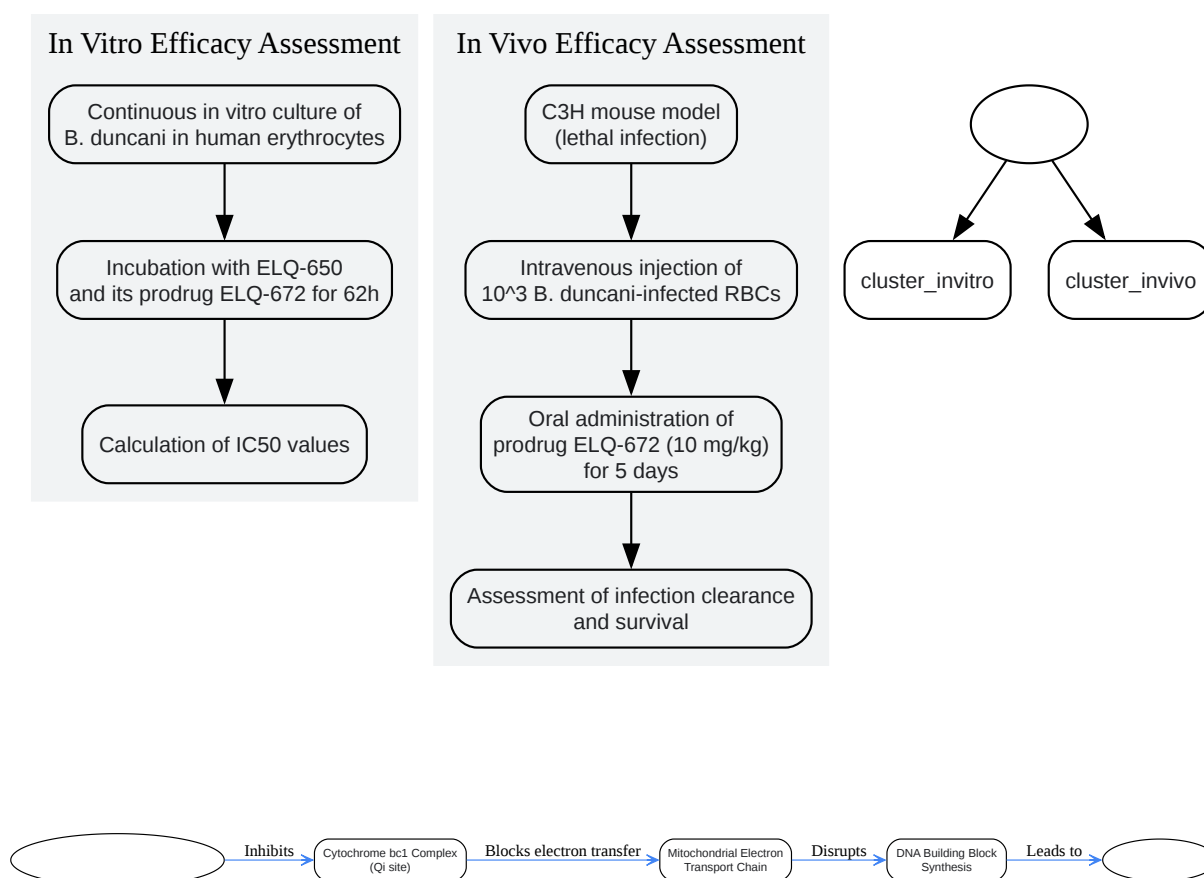 In Vitro Efficacy Assessment
Continuous in vitro culture of
B. duncani in human erythrocytes
Incubation with ELQ-650
and its prodrug ELQ-672 for 62h
Calculation of IC50 values
In Vivo Efficacy Assessment
C3H mouse model
(lethal infection)
Intravenous injection of
10^3 B. duncani-infected RBCs
Oral administration of
prodrug ELQ-672 (10 mg/kg)
for 5 days
Assessment of infection clearance
and survival
cluster_invitro
cluster_invivo
Inhibits
Cytochrome bc1 Complex
(Qi site)
Blocks electron transfer
Mitochondrial Electron
Transport Chain
Disrupts
DNA Building Block
Synthesis
Leads to